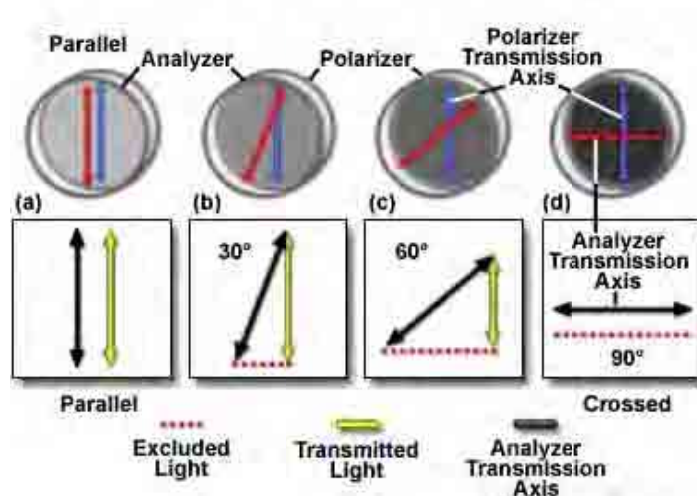 Parallel
Analyzer
Polarizer
Polarizer
Transmission
Axis
(a)
(b)
(c)
(d)
30°
60°
Analyzer
Transmission
Axis
90°
Parallel
Crossed
Excluded
Light
Transmitted
Light
Analyzer
Transmission
Axis